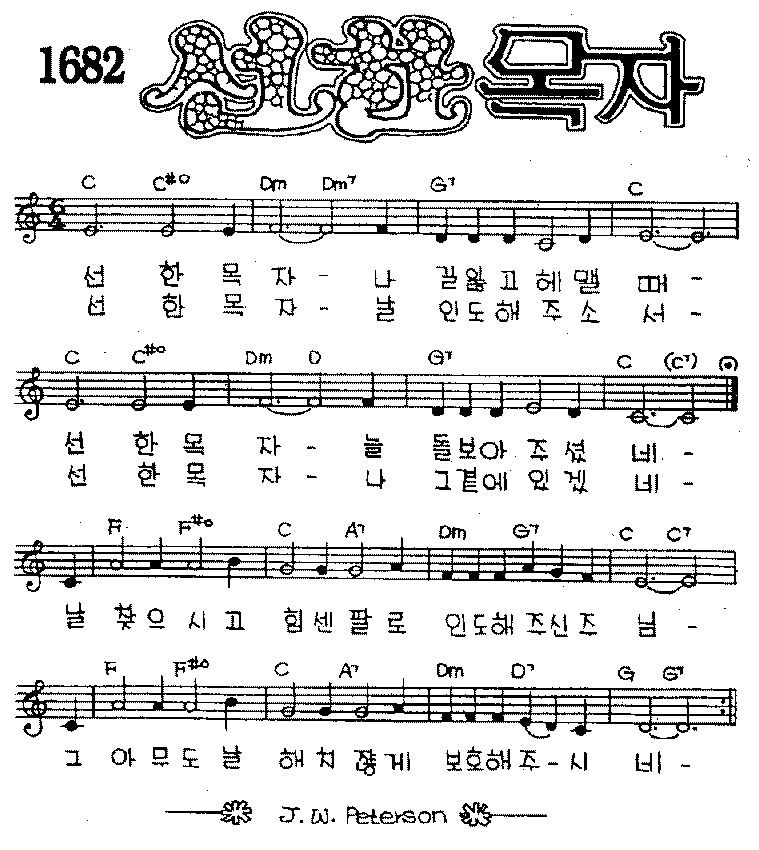 1682 선한 목자
C C#o Dm Dm7 G7 C
선 한 목 자 - 나 길 잃 고 헤 맬 때 -
선 한 목 자 - 날 인 도 해 주 소 서 -
C C#o Dm D G7 C (C7)
선 한 목 자 - 늘 돌 보 아 주 셨 네 -
선 한 목 자 - 나 그 곁 에 있 겠 네 -
F F#o C A7 Dm G7 C C7
날 찾 으 시 고 힘 센 팔 로 인 도 해 주 신 주 님 -
F F#o C A7 Dm D7 G G7
그 아 무 도 날 해 치 쟎 게 보 호 해 주 - 시 네 -
J. W. Peterson